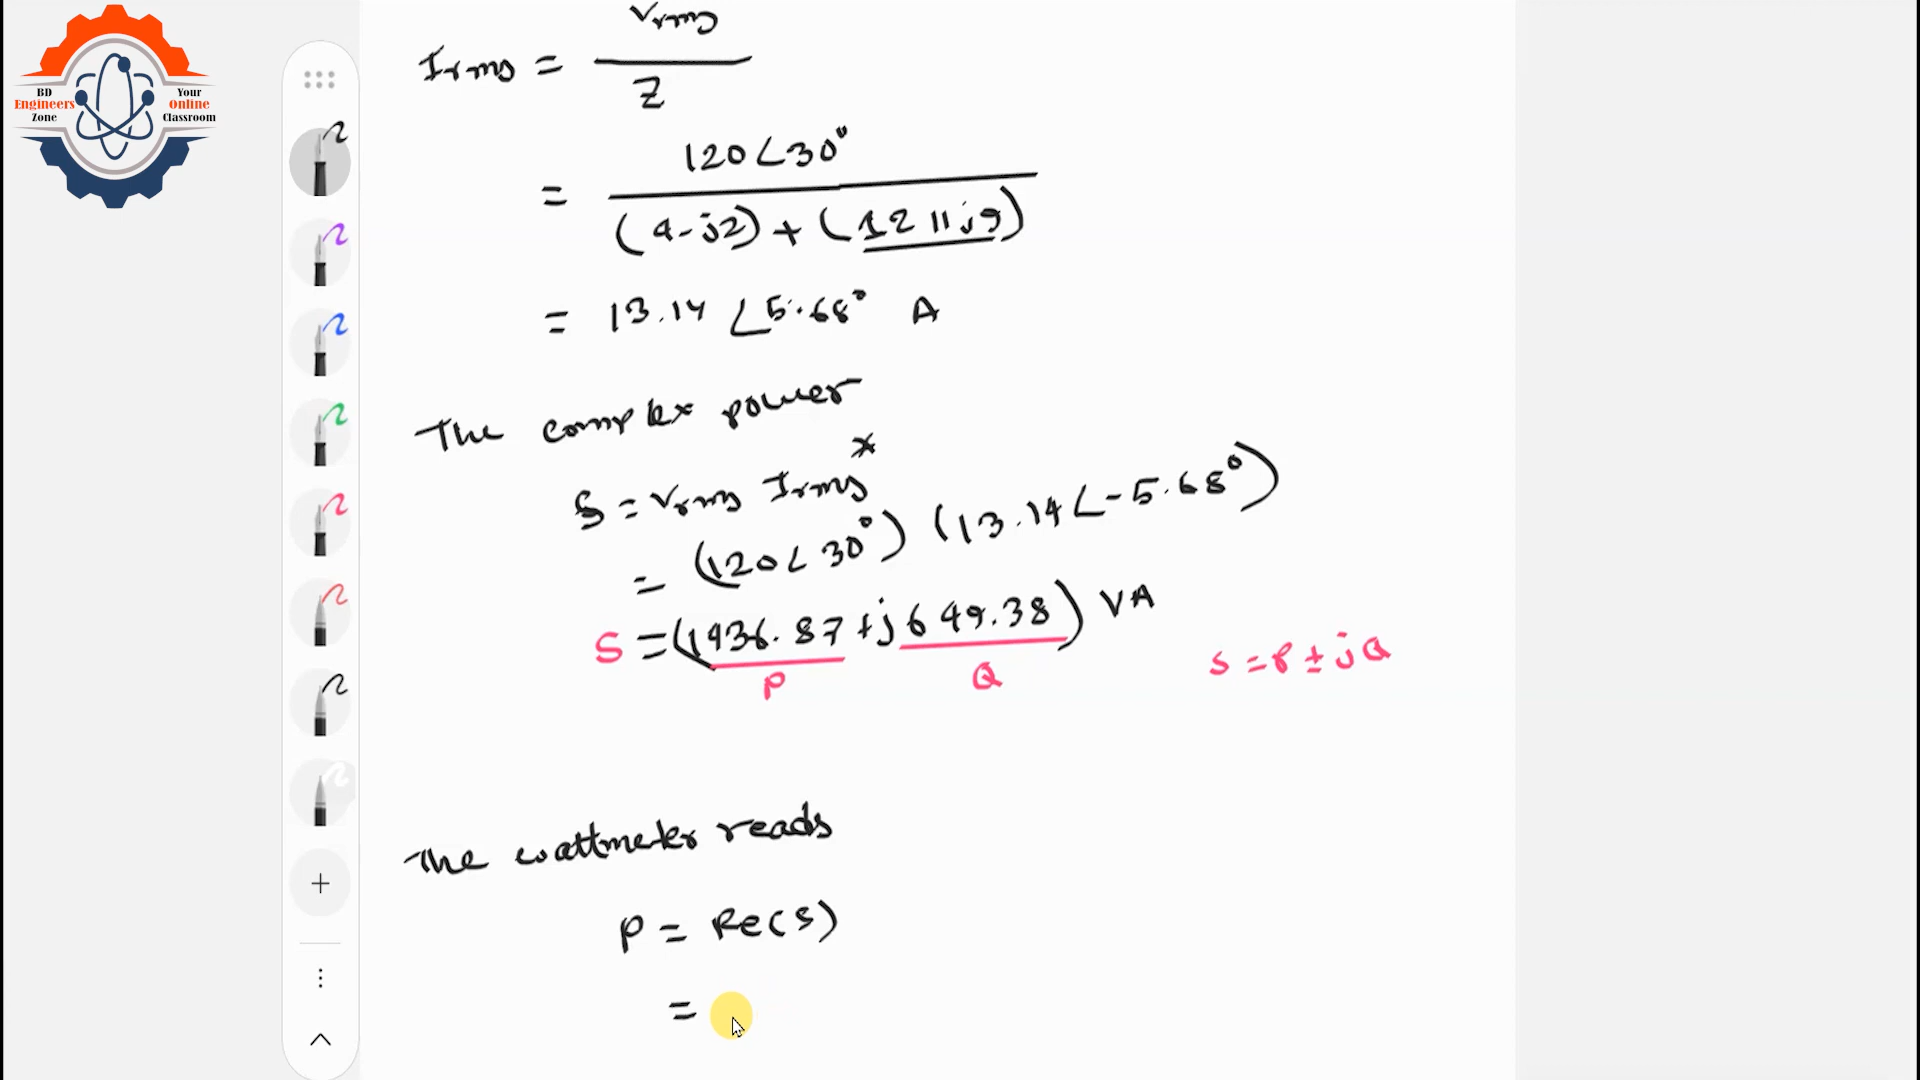 BD Engineers Zone
Your Online Classroom
Irms = Vrms / Z
= 120∠30° / (4-j2)+(12||j9)
= 13.14 ∠5.68° A
The complex power
S = Vrms Irms*
= (120∠30°) (13.14∠-5.68°)
S = (1436.87 + j649.38) VA
P Q
S = P ± jQ
The wattmeter reads
P = Re(S)
=